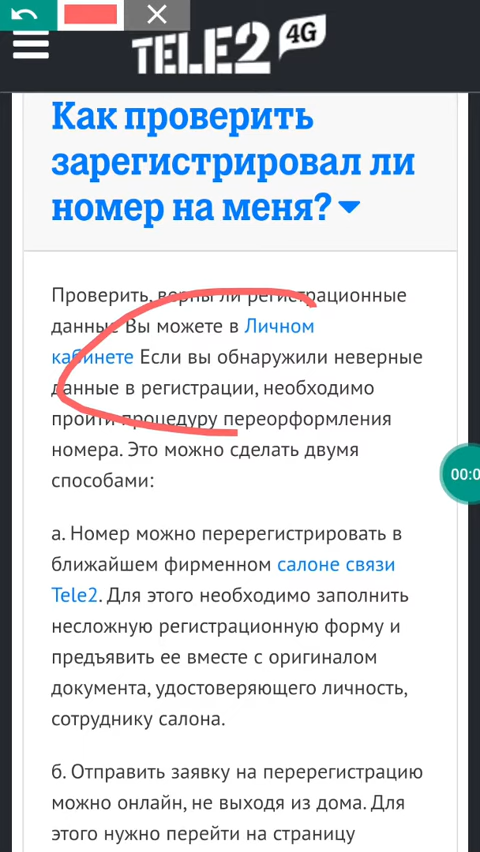 TELE2 4G
Как проверить
зарегистрировал ли
номер на меня?
Проверить, верны ли регистрационные
данные Вы можете в Личном
кабинете Если вы обнаружили неверные
данные в регистрации, необходимо
пройти процедуру переорформления
номера. Это можно сделать двумя
способами:
00:0
а. Номер можно перерегистрировать в
ближайшем фирменном салоне связи
Tele2. Для этого необходимо заполнить
несложную регистрационную форму и
предъявить ее вместе с оригиналом
документа, удостоверяющего личность,
сотруднику салона.
б. Отправить заявку на перерегистрацию
можно онлайн, не выходя из дома. Для
этого нужно перейти на страницу